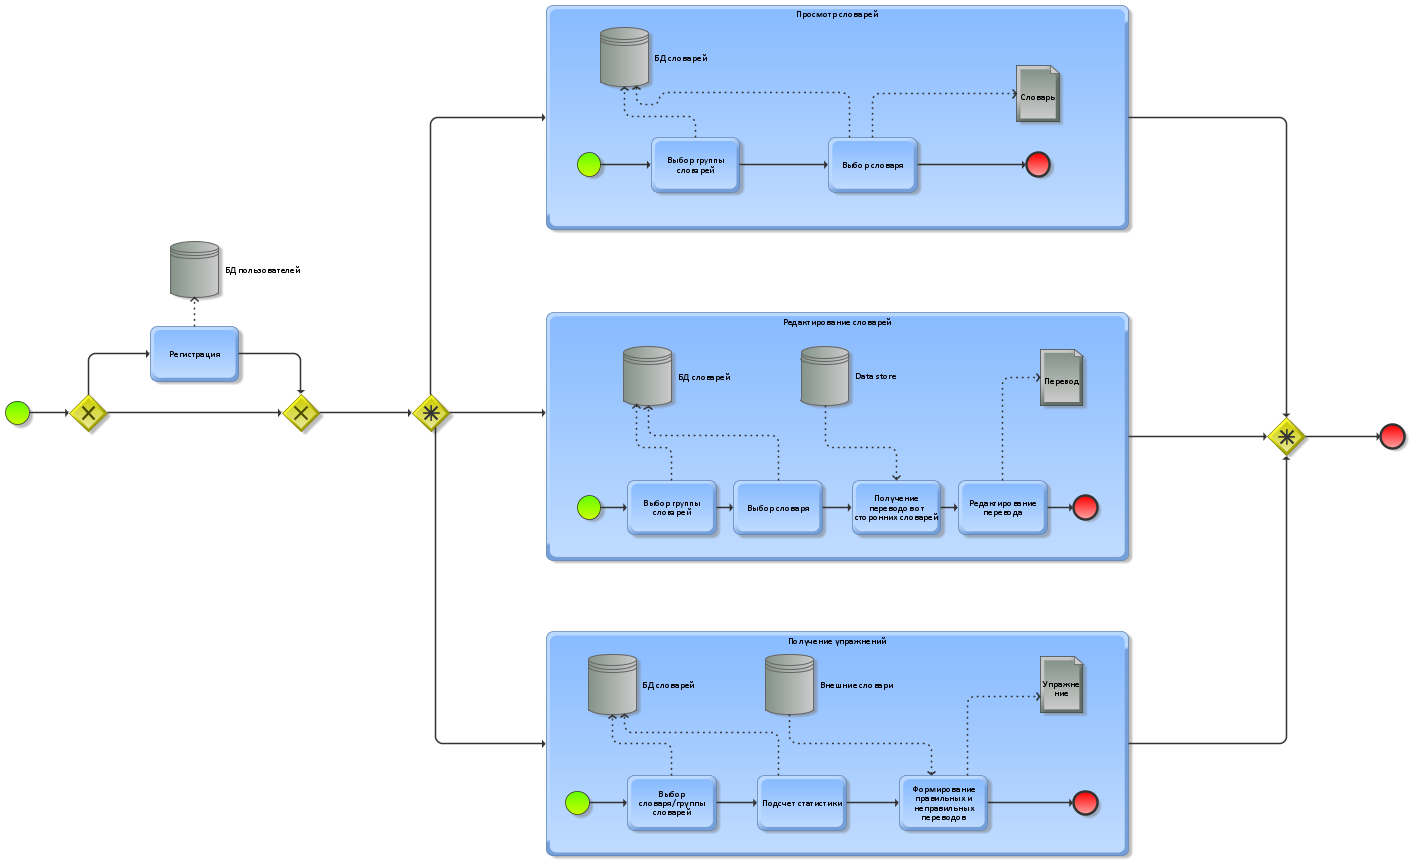 Просмотр словарей
БД словарей
Словарь
Выбор группы
словарей
Выбор словаря
БД пользователей
Регистрация
Редактирование словарей
БД словарей
Data store
Перевод
Выбор группы
словарей
Выбор словаря
Получение
переводов от
сторонних словарей
Редактирование
перевода
Получение упражнений
БД словарей
Внешние словари
Упражне
ние
Выбор
словаря/группы
словарей
Подсчет статистики
Формирование
правильных и
неправильных
переводов